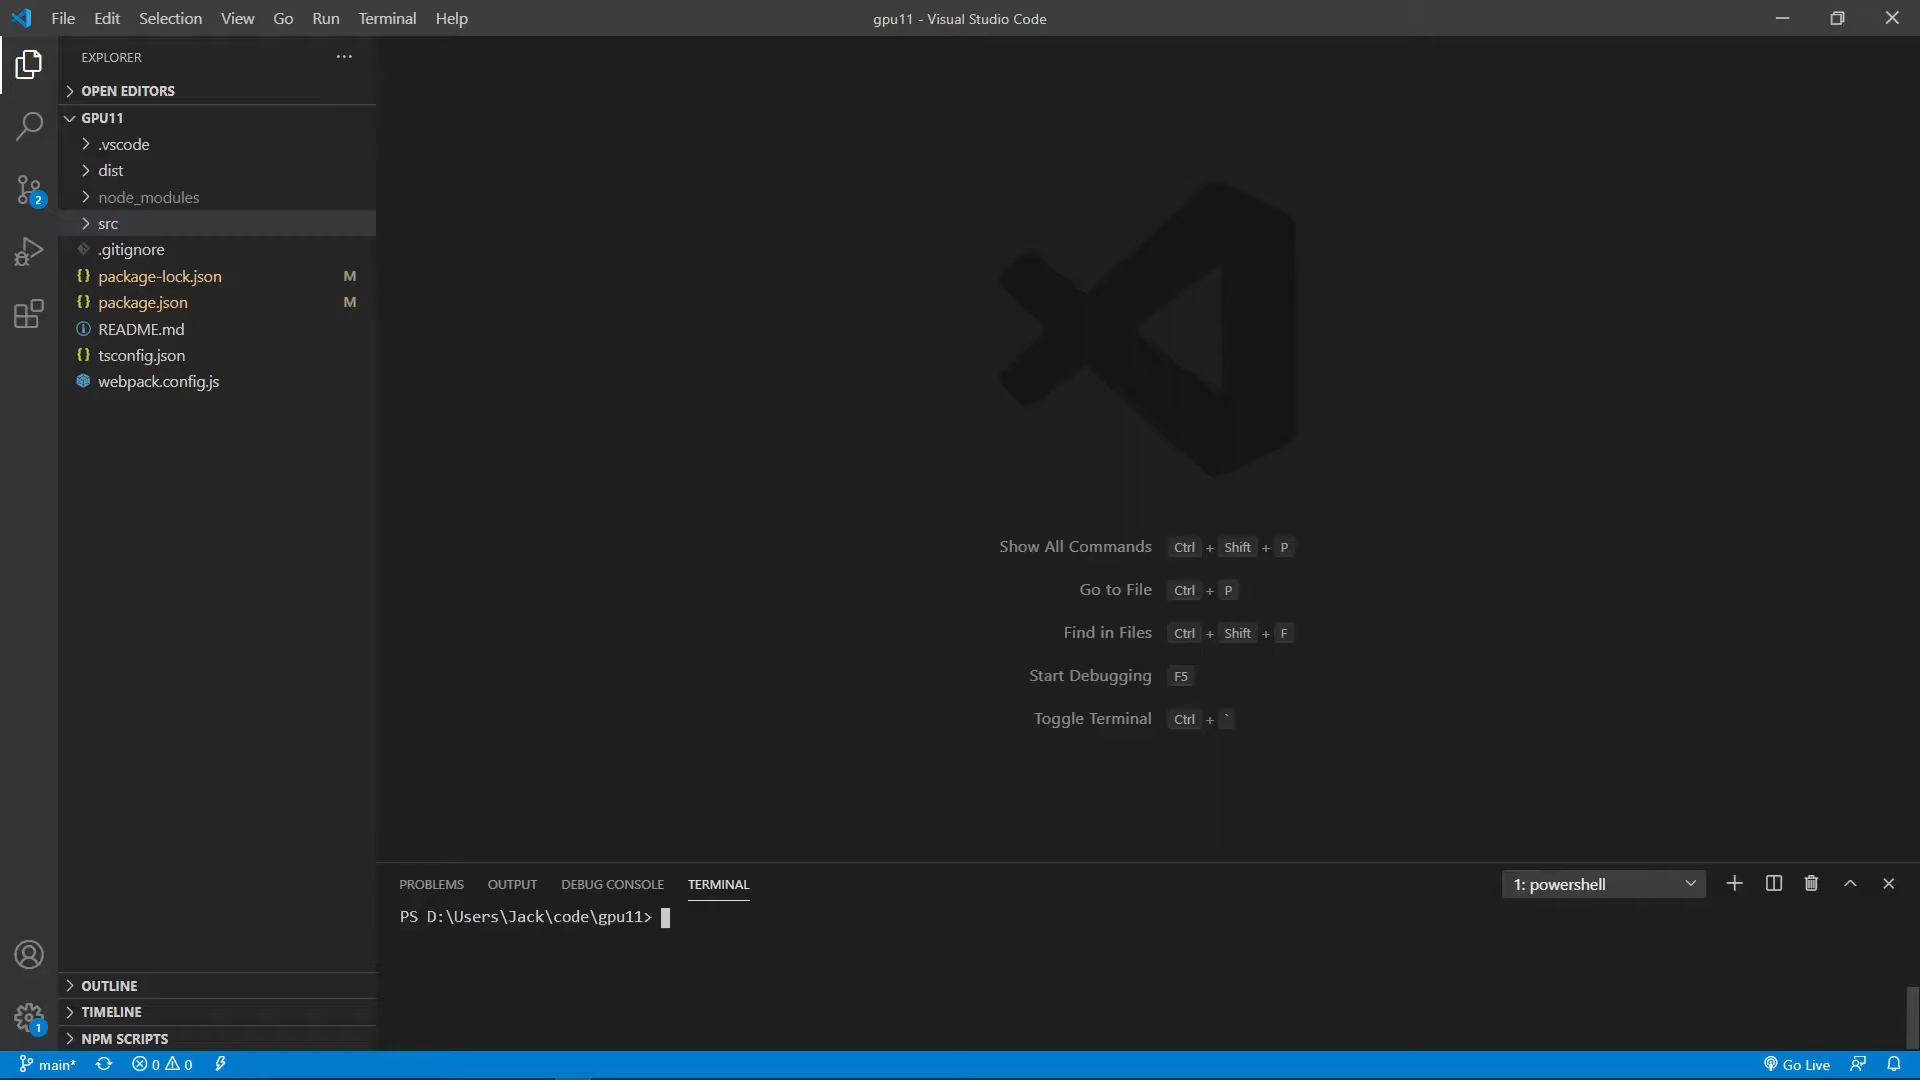 File Edit Selection View Go Run Terminal Help
gpu11 - Visual Studio Code
EXPLORER
OPEN EDITORS
GPU11
.vscode
dist
node_modules
2
src
.gitignore
package-lock.json M
package.json M
README.md
tsconfig.json
webpack.config.js
Show All Commands Ctrl + Shift + P
Go to File Ctrl + P
Find in Files Ctrl + Shift + F
Start Debugging F5
Toggle Terminal Ctrl + `
PROBLEMS OUTPUT DEBUG CONSOLE TERMINAL
1: powershell
PS D:\Users\Jack\code\gpu11>
OUTLINE
TIMELINE
1
NPM SCRIPTS
main* 0 0
Go Live